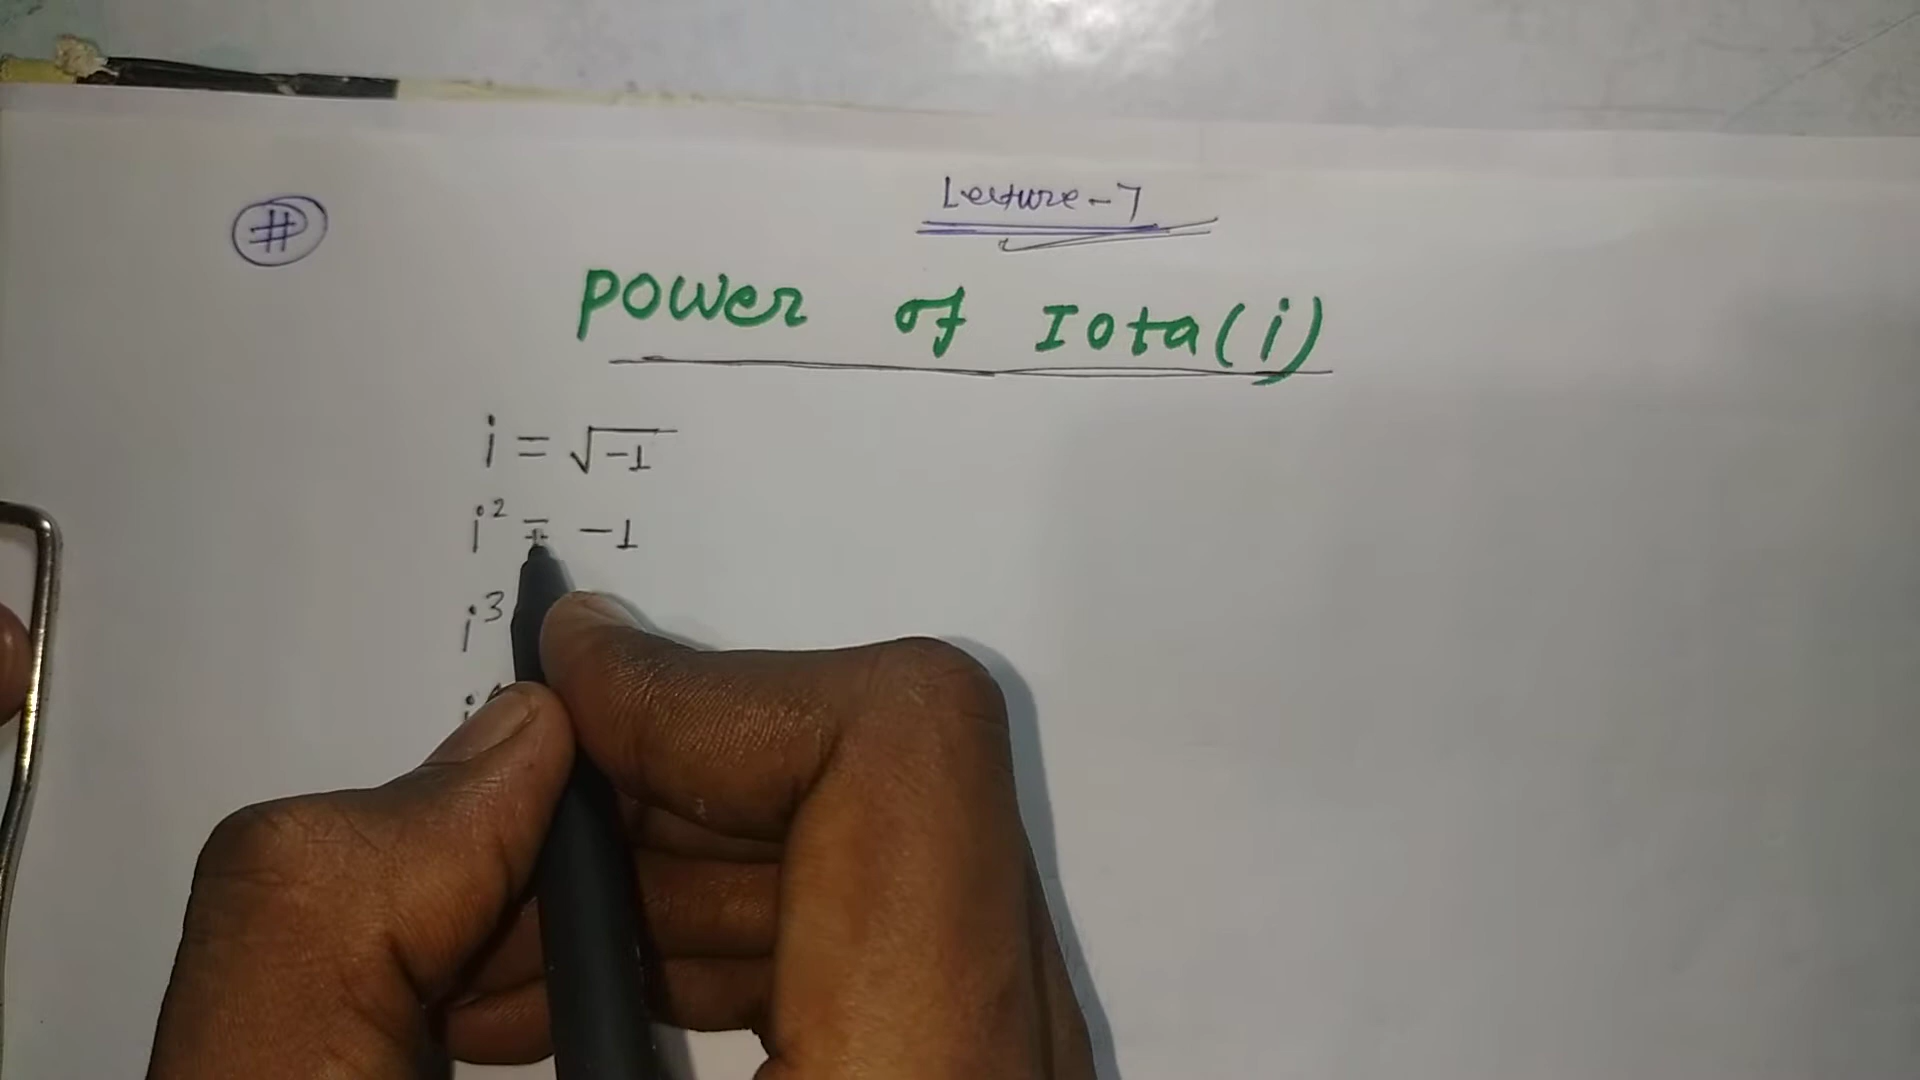 #
Lecture-7
Power of Iota(i)
i = √-1
i² = -1
i³